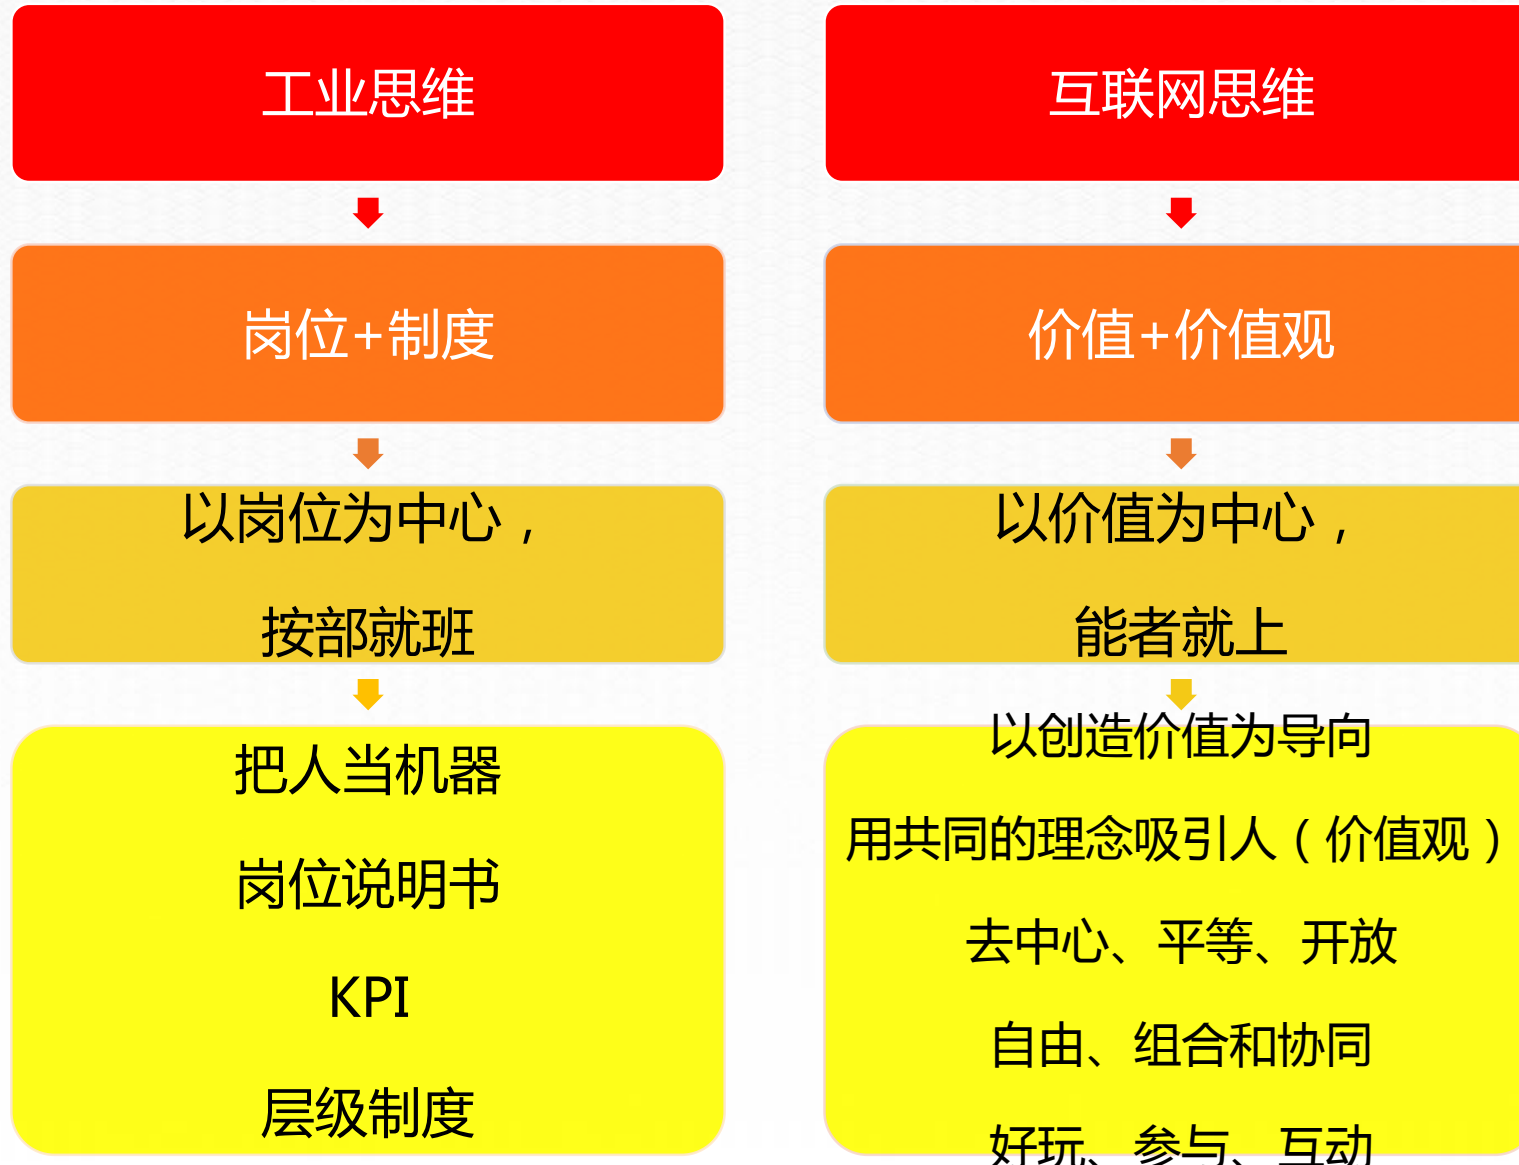 工业思维
岗位+制度
以岗位为中心，
按部就班
把人当机器
岗位说明书
KPI
层级制度
互联网思维
价值+价值观
以价值为中心，
能者就上
以创造价值为导向
用共同的理念吸引人（价值观）
去中心、平等、开放
自由、组合和协同
好玩、参与、互动